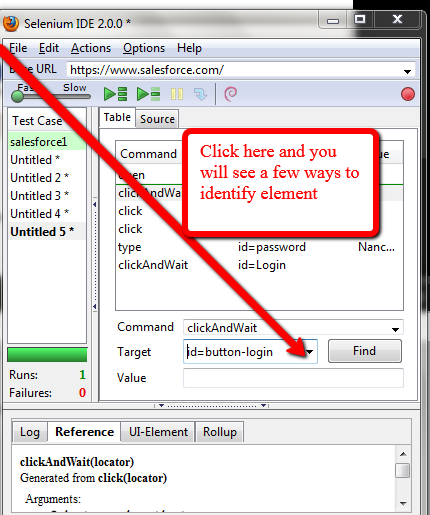 Selenium IDE 2.0.0 *
File Edit Actions Options Help
Base URL https://www.salesforce.com/
Fast Slow
Test Case
salesforce1
Untitled *
Untitled 2 *
Untitled 3 *
Untitled 4 *
Untitled 5 *
Runs: 1
Failures: 0
Table Source
Command
open
clickAndWait
click
click
type id=password Nanc...
clickAndWait id=Login
Click here and you
will see a few ways to
identify element
Command clickAndWait
Target id=button-login Find
Value
Log Reference UI-Element Rollup
clickAndWait(locator)
Generated from click(locator)
Arguments: